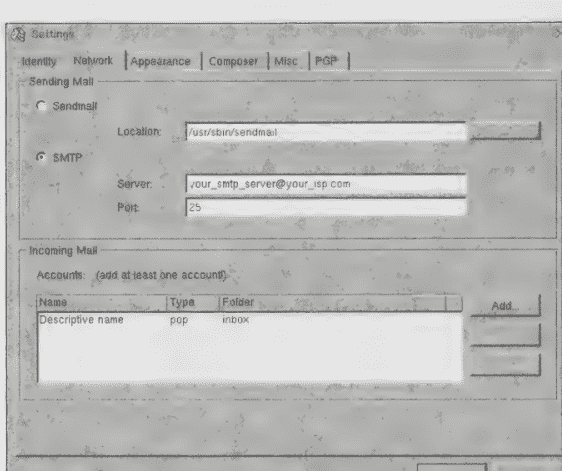 Settings
Identity Network Appearance Composer Misc PGP
Sending Mail
Sendmail
Location: /usr/sbin/sendmail
SMTP
Server: your_smtp_server@your_isp.com
Port: 25
Incoming Mail
Accounts: (add at least one account!)
Name Type Folder
Add...
Descriptive name pop inbox